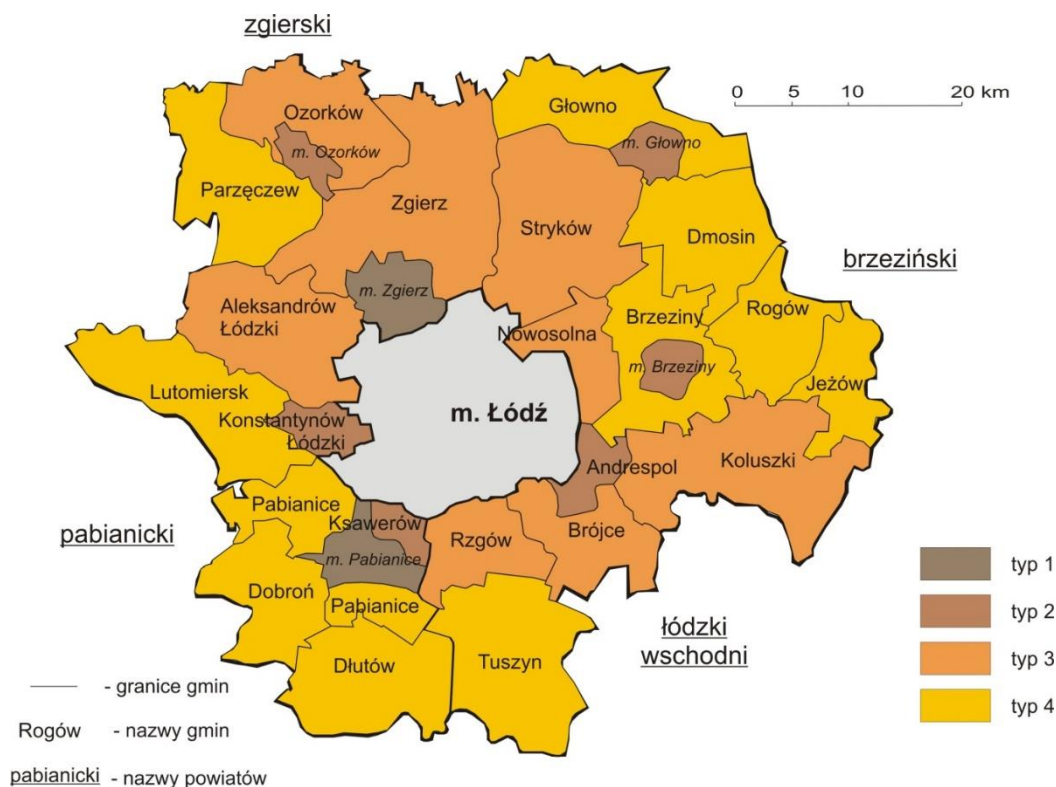 zgierski
0 5 10 20 km
Głowno
Ozorków
m. Ozorków
m. Głowno
Parzęczew
Zgierz
Stryków
Dmosin
brzeziński
m. Zgierz
Aleksandrów
Łódzki
Nowosolna
Brzeziny
Rogów
m. Brzeziny
Jeżów
Lutomiersk
Konstantynów
Łódzki
m. Łódź
Andrespol
Koluszki
Pabianice
Ksawerów
m. Pabianice
Rzgów
Brójce
pabianicki
Dobroń
Pabianice
Dłutów
Tuszyn
łódzki
wschodni
typ 1
typ 2
typ 3
typ 4
- granice gmin
Rogów - nazwy gmin
pabianicki - nazwy powiatów